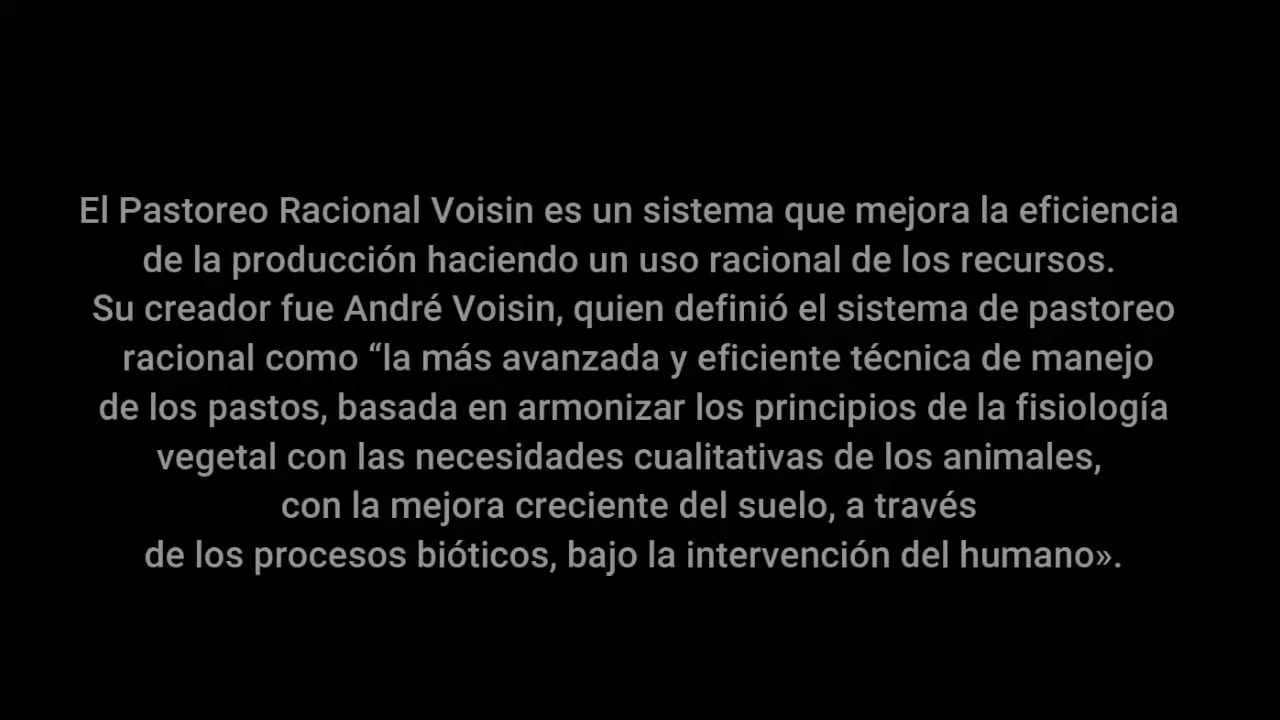 El Pastoreo Racional Voisin es un sistema que mejora la eficiencia
de la producción haciendo un uso racional de los recursos.
Su creador fue André Voisin, quien definió el sistema de pastoreo
racional como “la más avanzada y eficiente técnica de manejo
de los pastos, basada en armonizar los principios de la fisiología
vegetal con las necesidades cualitativas de los animales,
con la mejora creciente del suelo, a través
de los procesos bióticos, bajo la intervención del humano».